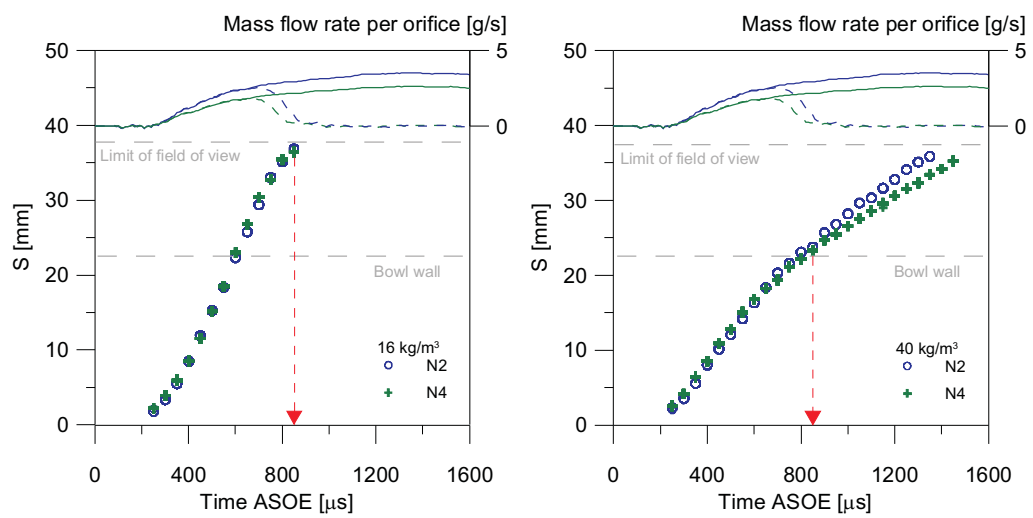 Mass flow rate per orifice [g/s]
50
5
40
0
Limit of field of view
30
S [mm]
20
Bowl wall
16 kg/m³
10
N2
N4
0
0 400 800 1200 1600
Time ASOE [μs]
Mass flow rate per orifice [g/s]
50
5
40
0
Limit of field of view
30
S [mm]
20
Bowl wall
40 kg/m³
10
N2
N4
0
0 400 800 1200 1600
Time ASOE [μs]